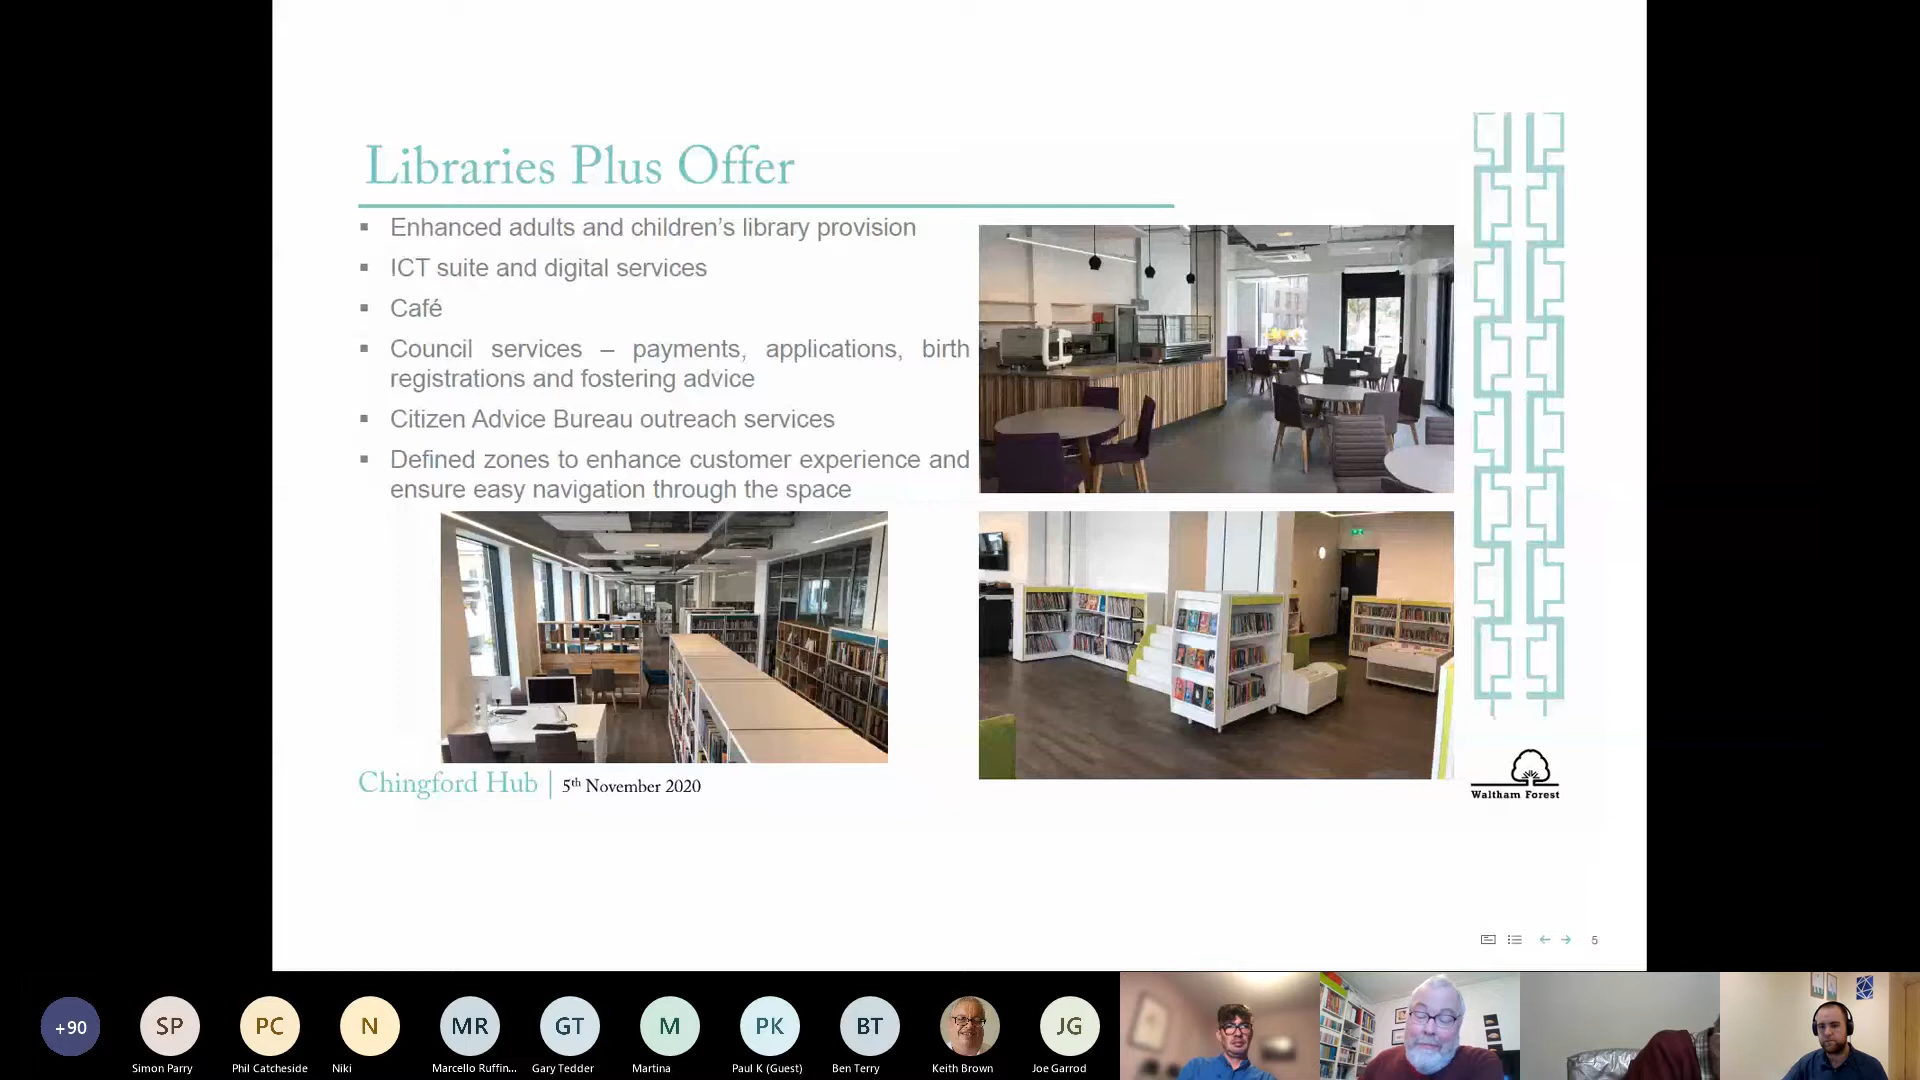 Libraries Plus Offer
▪ Enhanced adults and children’s library provision
▪ ICT suite and digital services
▪ Café
▪ Council services – payments, applications, birth
registrations and fostering advice
▪ Citizen Advice Bureau outreach services
▪ Defined zones to enhance customer experience and
ensure easy navigation through the space
Chingford Hub | 5th November 2020
Waltham Forest
5
+90
SP
PC
N
MR
GT
M
PK
BT
JG
Simon Parry
Phil Catcheside
Niki
Marcello Ruffin...
Gary Tedder
Martina
Paul K (Guest)
Ben Terry
Keith Brown
Joe Garrod